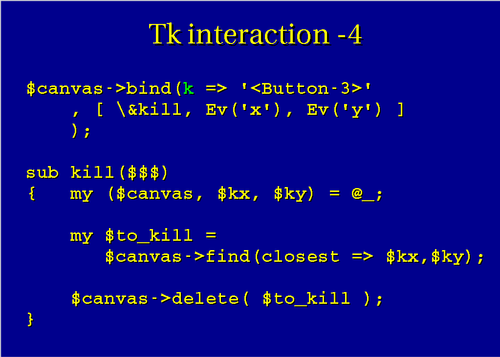 Tk interaction -4
$canvas->bind(k => '<Button-3>'
, [ \&kill, Ev('x'), Ev('y') ]
);
sub kill($$$)
{ my ($canvas, $kx, $ky) = @_;
my $to_kill =
$canvas->find(closest => $kx,$ky);
$canvas->delete( $to_kill );
}